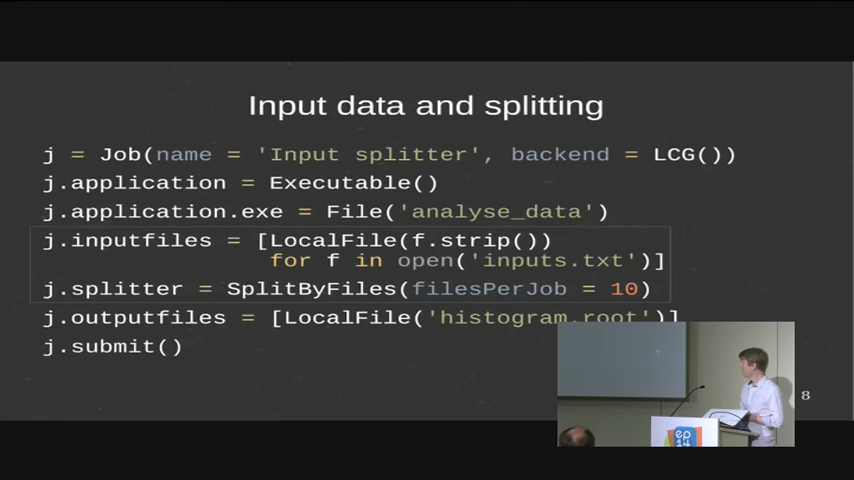 Input data and splitting
j = Job(name = 'Input splitter', backend = LCG())
j.application = Executable()
j.application.exe = File('analyse_data')
j.inputfiles = [LocalFile(f.strip())
for f in open('inputs.txt')]
j.splitter = SplitByFiles(filesPerJob = 10)
j.outputfiles = [LocalFile('histogram.root')]
j.submit()
8